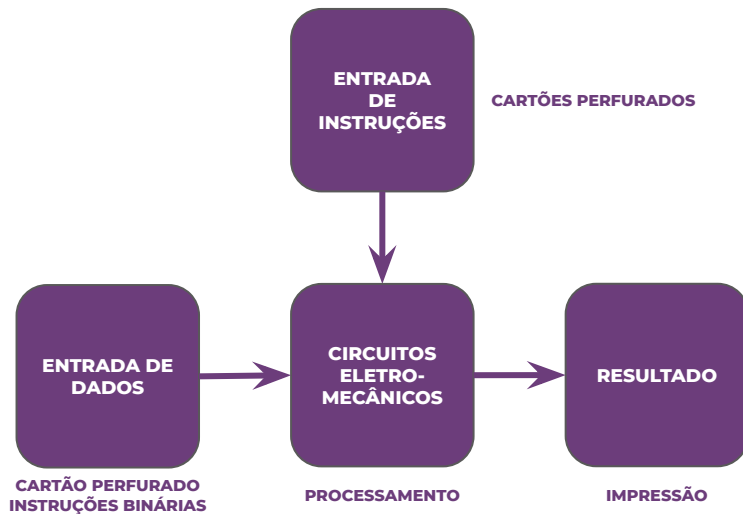 ENTRADA
DE
INSTRUÇÕES
CARTÕES PERFURADOS
ENTRADA DE
DADOS
CIRCUITOS
ELETRO-
MECÂNICOS
RESULTADO
CARTÃO PERFURADO
INSTRUÇÕES BINÁRIAS
PROCESSAMENTO
IMPRESSÃO